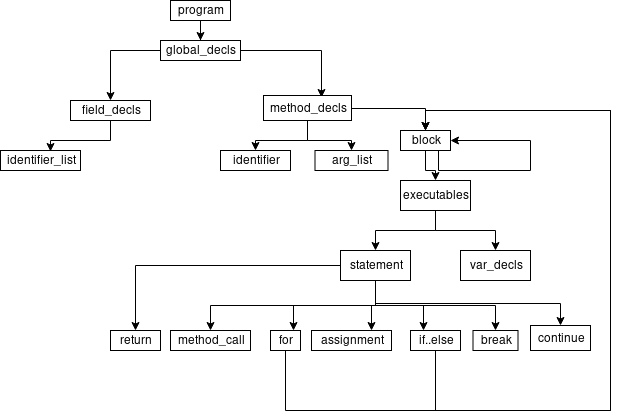 program
global_decls
field_decls
method_decls
identifier_list
identifier
arg_list
block
executables
statement
var_decls
return
method_call
for
assignment
if..else
break
continue